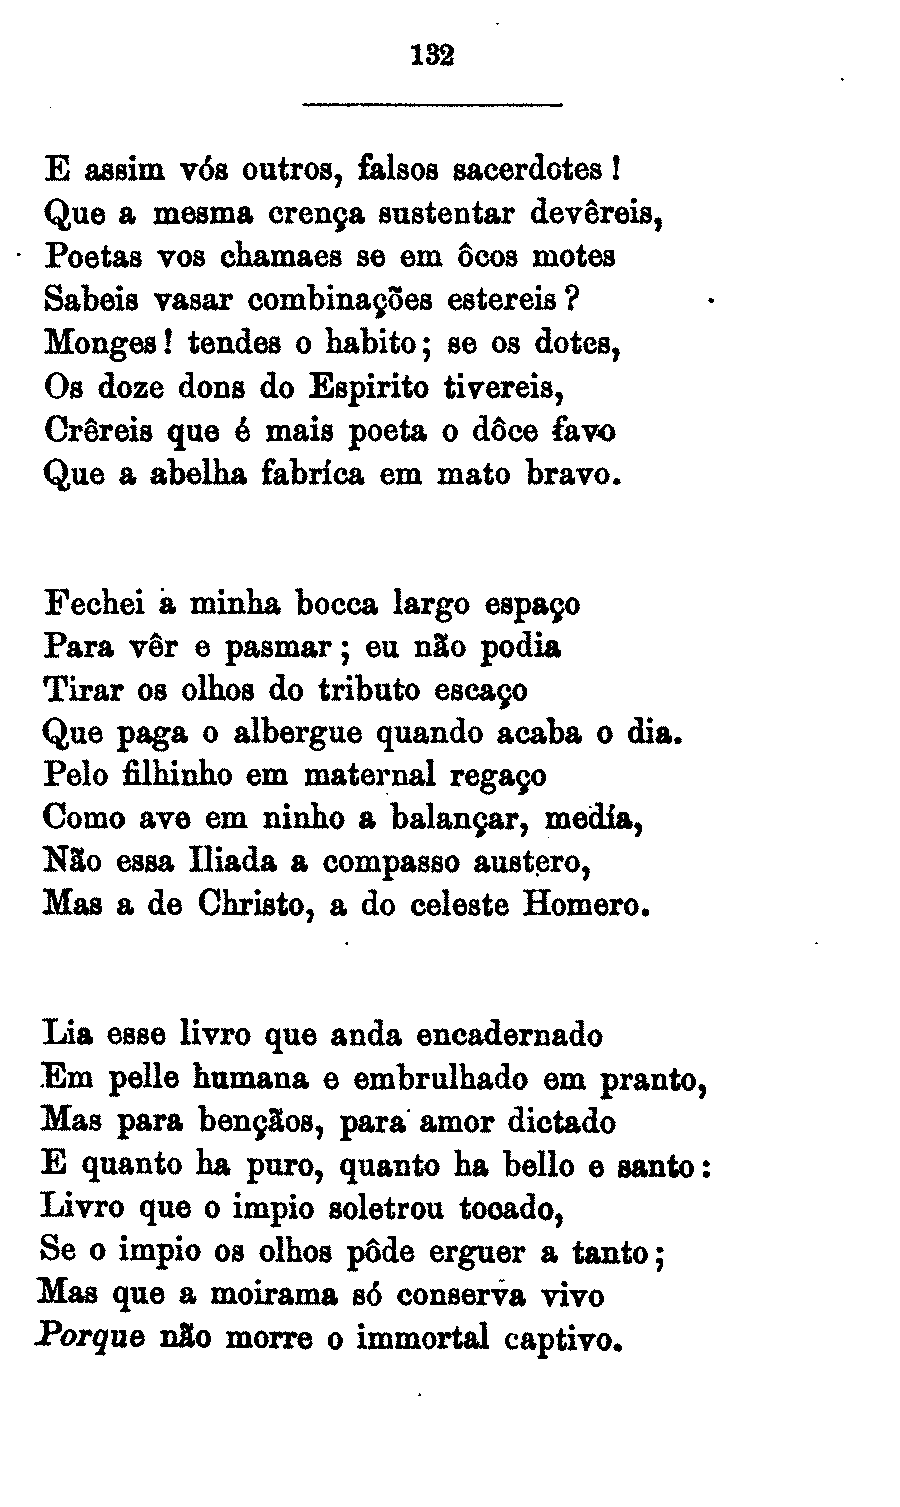 132
E assim vós outros, falsos sacerdotes!
Que a mesma crença sustentar devêreis,
Poetas vos chamaes se em ôcos motes
Sabeis vasar combinações estereis?
Monges! tendes o habito; se os dotes,
Os doze dons do Espirito tivereis,
Crêreis que é mais poeta o dôce favo
Que a abelha fabríca em mato bravo.
Fechei a minha bocca largo espaço
Para vêr e pasmar; eu não podia
Tirar os olhos do tributo escaço
Que paga o albergue quando acaba o dia.
Pelo filhinho em maternal regaço
Como ave em ninho a balançar, medía,
Não essa Iliada a compasso austero,
Mas a de Christo, a do celeste Homero.
Lia esse livro que anda encadernado
Em pelle humana e embrulhado em pranto,
Mas para bençãos, para amor dictado
E quanto ha puro, quanto ha bello e santo:
Livro que o impio soletrou tocado,
Se o impio os olhos pôde erguer a tanto;
Mas que a moirama só conserva vivo
Porque não morre o immortal captivo.